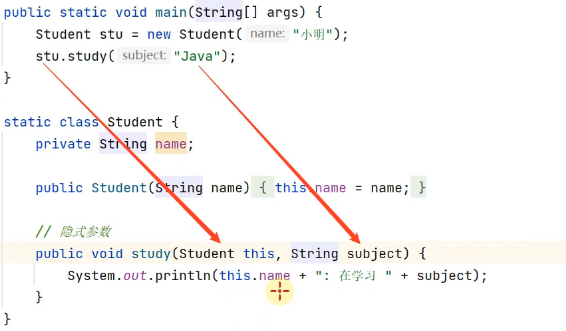 public static void main(String[] args) {
Student stu = new Student( name: "小明");
stu.study( subject: "Java");
}
static class Student {
private String name;
public Student(String name) { this.name = name; }
// 隐式参数
public void study(Student this, String subject) {
System.out.println(this.name + ": 在学习 " + subject);
}
}